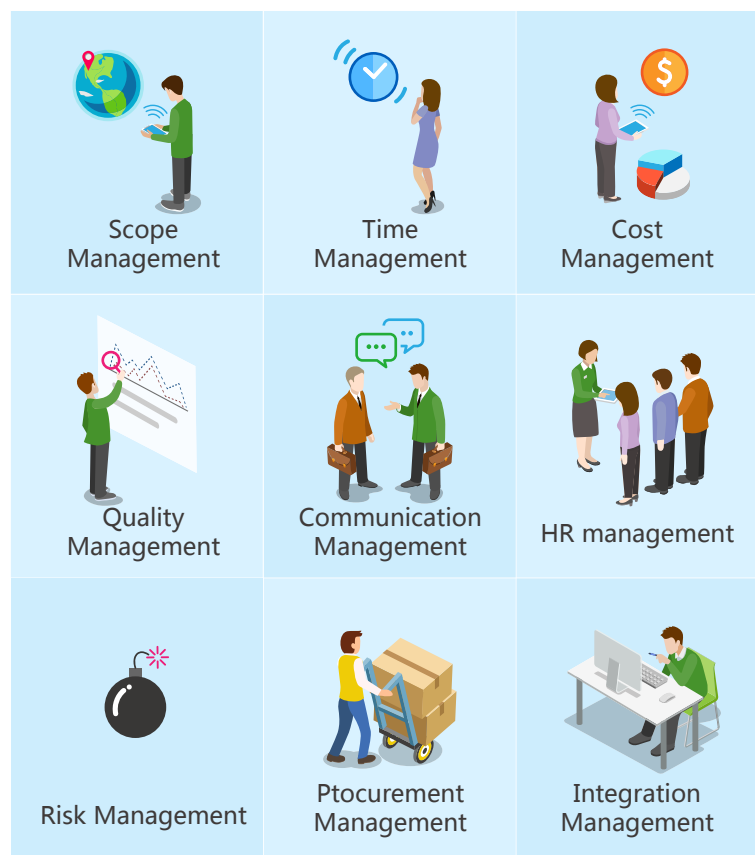 Scope
Management
Time
Management
Cost
Management
Quality
Management
Communication
Management
HR management
Risk Management
Ptocurement
Management
Integration
Management